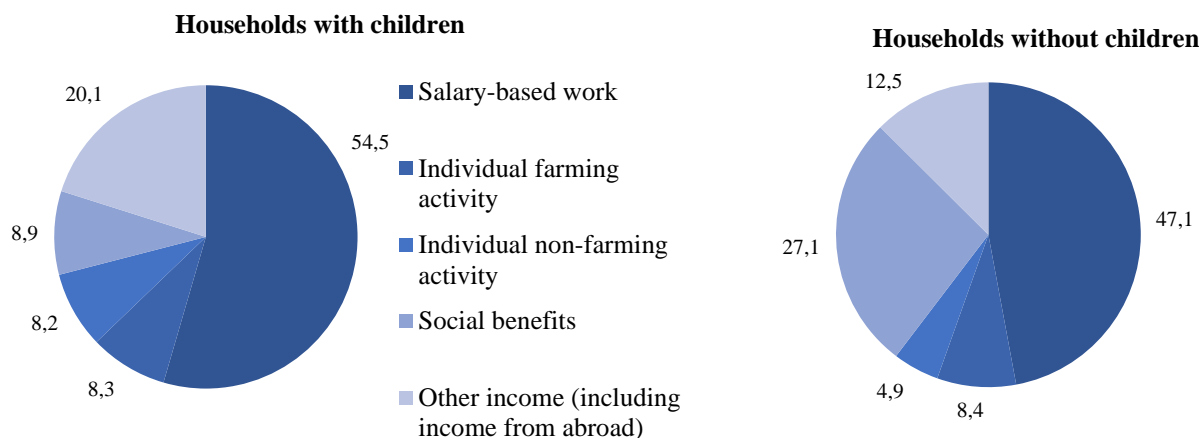 Households with children
20,1
54,5
8,9
8,2
8,3
Salary-based work
Individual farming
activity
Individual non-farming
activity
Social benefits
Other income (including
income from abroad)
Households without children
12,5
47,1
27,1
4,9
8,4